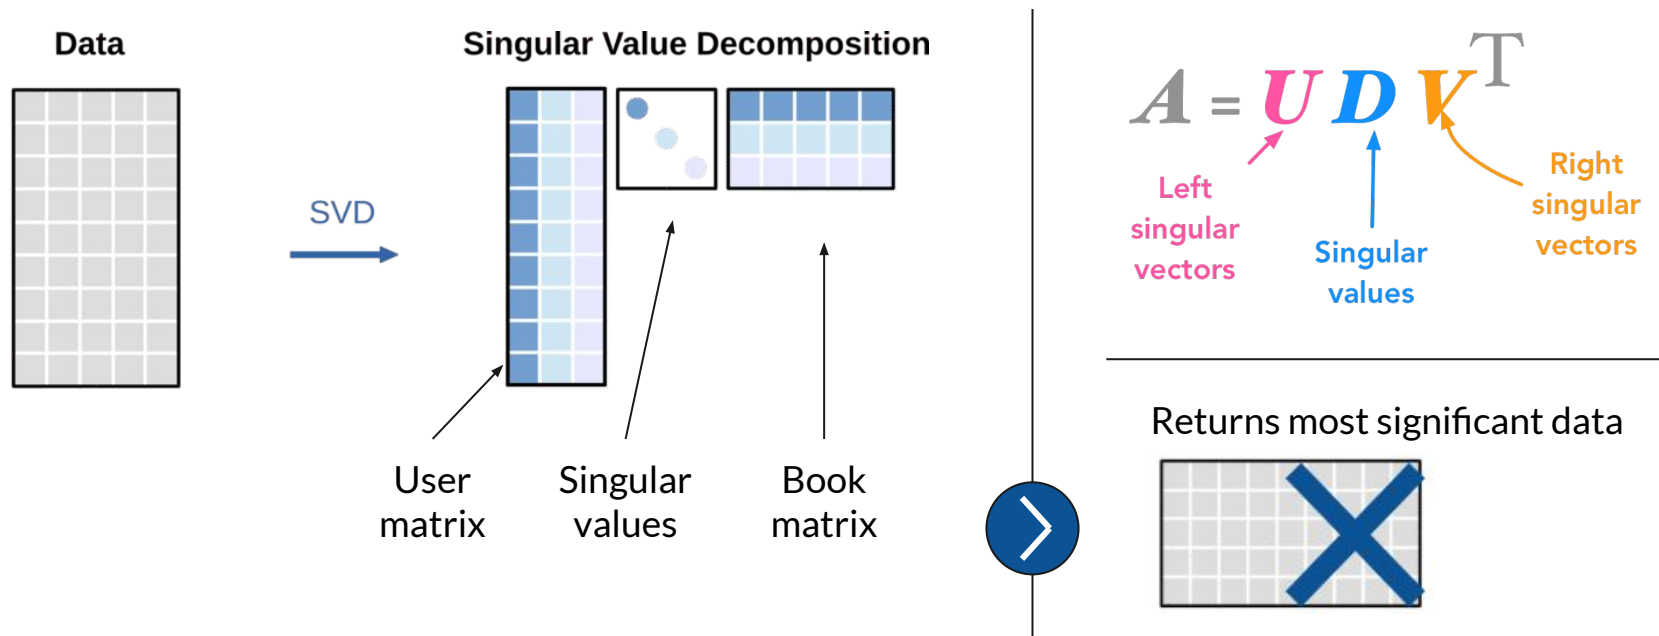 Data
Singular Value Decomposition
SVD
User
matrix
Singular
values
Book
matrix
A = U D V^T
Left
singular
vectors
Singular
values
Right
singular
vectors
Returns most significant data